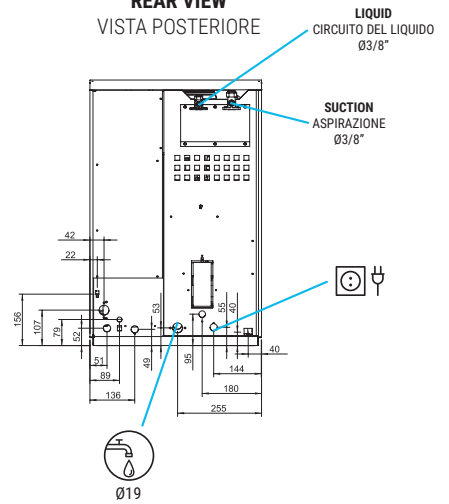 REAR VIEW
VISTA POSTERIORE
LIQUID
CIRCUITO DEL LIQUIDO
Ø3/8”
SUCTION
ASPIRAZIONE
Ø3/8”
42
22
156
107
79
52
51
89
136
49
53
95
55
40
40
144
180
255
Ø19